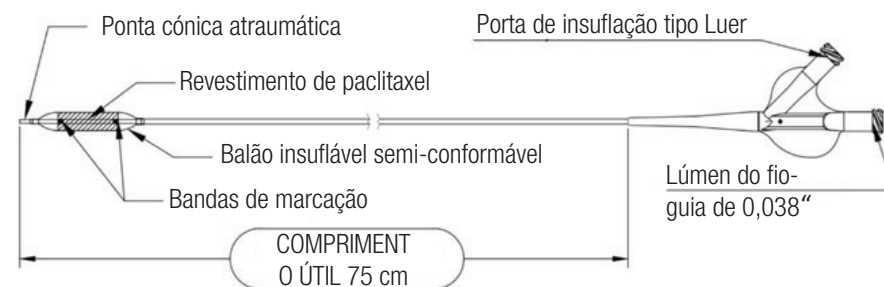 Ponta cónica atraumática
Porta de insuflação tipo Luer
Revestimento de paclitaxel
Balão insuflável semi-conformável
Bandas de marcação
Lúmen do fio-
guia de 0,038“
COMPRIMENT
O ÚTIL 75 cm